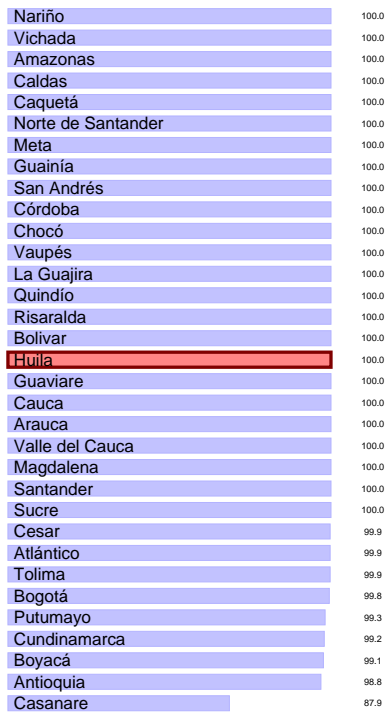 Nariño 100.0
Vichada 100.0
Amazonas 100.0
Caldas 100.0
Caquetá 100.0
Norte de Santander 100.0
Meta 100.0
Guainía 100.0
San Andrés 100.0
Córdoba 100.0
Chocó 100.0
Vaupés 100.0
La Guajira 100.0
Quindío 100.0
Risaralda 100.0
Bolivar 100.0
Huila 100.0
Guaviare 100.0
Cauca 100.0
Arauca 100.0
Valle del Cauca 100.0
Magdalena 100.0
Santander 100.0
Sucre 100.0
Cesar 99.9
Atlántico 99.9
Tolima 99.9
Bogotá 99.8
Putumayo 99.3
Cundinamarca 99.2
Boyacá 99.1
Antioquia 98.8
Casanare 87.9